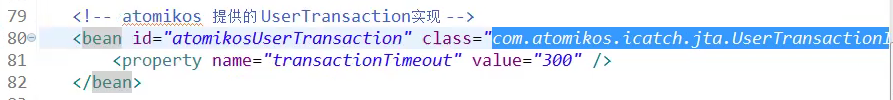 79 <!-- atomikos 提供的UserTransaction实现 -->
80 <bean id="atomikosUserTransaction" class="com.atomikos.icatch.jta.UserTransactionI
81 <property name="transactionTimeout" value="300" />
82 </bean>